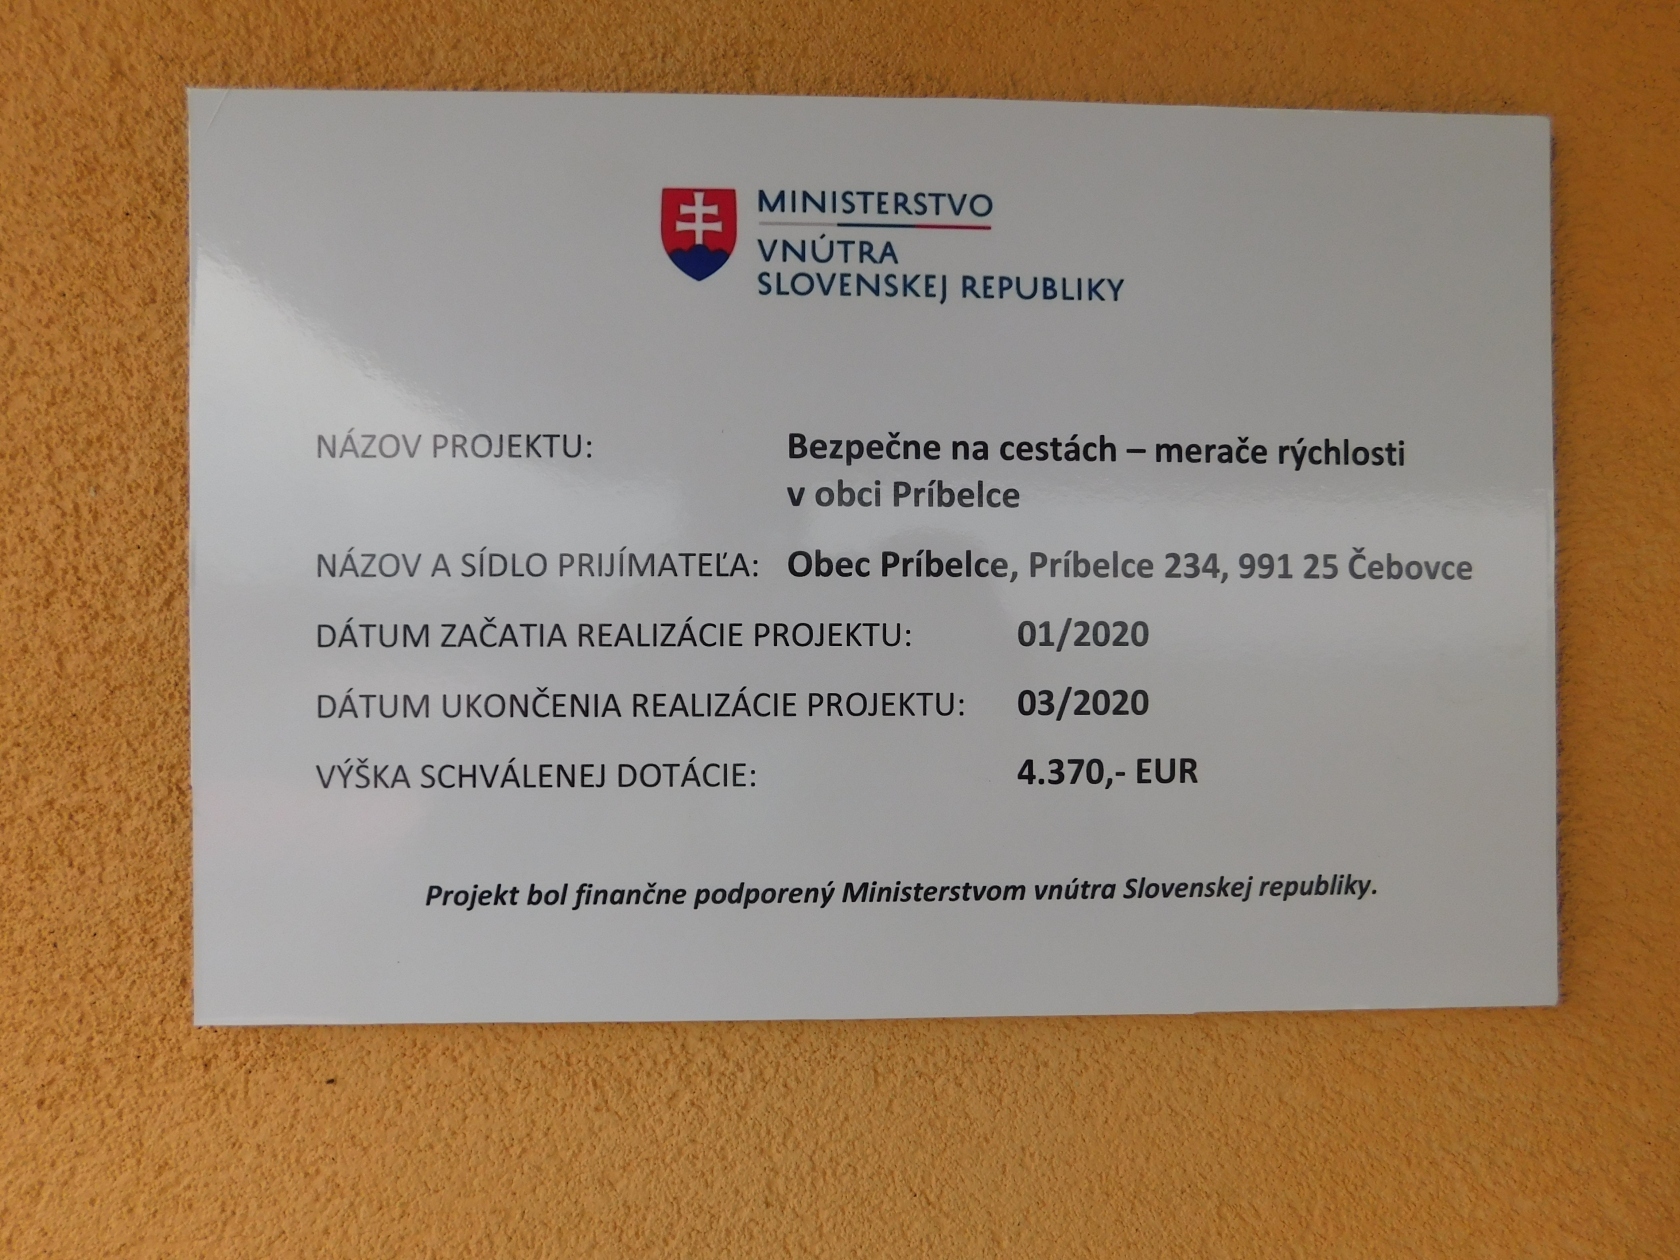 MINISTERSTVO
VNÚTRA
SLOVENSKEJ REPUBLIKY
NÁZOV PROJEKTU: Bezpečne na cestách – merače rýchlosti
v obci Príbelce
NÁZOV A SÍDLO PRIJÍMATEĽA: Obec Príbelce, Príbelce 234, 991 25 Čebovce
DÁTUM ZAČATIA REALIZÁCIE PROJEKTU: 01/2020
DÁTUM UKONČENIA REALIZÁCIE PROJEKTU: 03/2020
VÝŠKA SCHVÁLENEJ DOTÁCIE: 4.370,- EUR
Projekt bol finančne podporený Ministerstvom vnútra Slovenskej republiky.